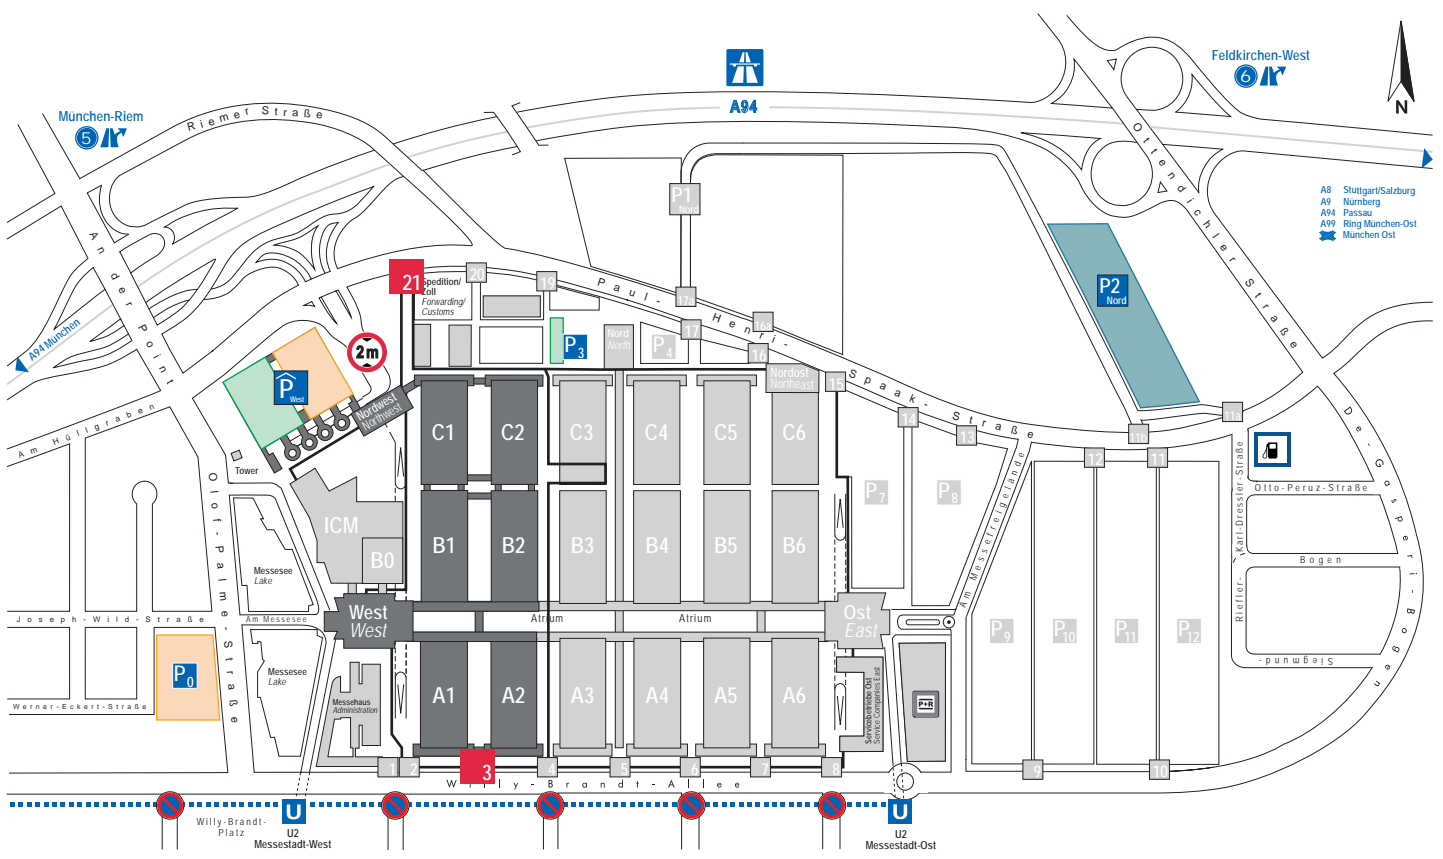 Feldkirchen-West
6
A94
N
München-Riem
5
Riemer Straße
Ottendichler Straße
A8 Stuttgart/Salzburg
A9 Nürnberg
A94 Passau
A99 Ring München-Ost
München Ost
P1
Nord
An der Point
21
20
19
Spedition/
Zoll
Forwarding/
Customs
17a
Paul-Henri-Spaak-Straße
P2
Nord
A94 München
2m
P
West
P3
Nord
North
P4
17
16a
16
Nordost
Northeast
15
14
13
11b
11a
12
11
Nordwest
Northwest
Am Hüllgraben
Tower
C1
C2
C3
C4
C5
C6
P7
P8
Am Messefreigelände
Karl-Dressler-Straße
Otto-Peruz-Straße
De-Gasperi-Bogen
Olof-Palme-Straße
ICM
B0
B1
B2
B3
B4
B5
B6
Bogen
Riefler-
Messesee
Lake
Joseph-Wild-Straße
Am Messesee
West
West
Atrium
Atrium
Ost
East
P9
P10
P11
P12
Siegmund-
P0
Messesee
Lake
Werner-Eckert-Straße
Messehaus
Administration
A1
A2
A3
A4
A5
A6
Servicebetriebe Ost
Service Companies East
P+R
1
2
3
4
5
6
7
8
9
10
Willy-Brandt-Allee
Willy-Brandt-
Platz
U
U2
Messestadt-West
U
U2
Messestadt-Ost